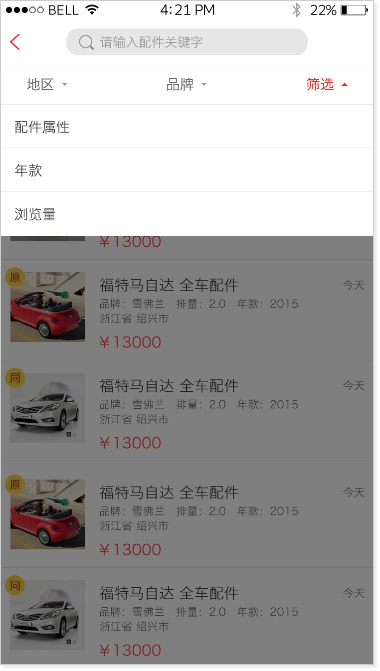 BELL 4:21 PM 22%
请输入配件关键字
地区 品牌 筛选
配件属性
年款
浏览量
￥13000
原
福特马自达 全车配件 今天
品牌：雪佛兰 排量：2.0 年款：2015
浙江省 绍兴市
￥13000
同
福特马自达 全车配件 今天
品牌：雪佛兰 排量：2.0 年款：2015
浙江省 绍兴市
￥13000
原
福特马自达 全车配件 今天
品牌：雪佛兰 排量：2.0 年款：2015
浙江省 绍兴市
￥13000
同
福特马自达 全车配件 今天
品牌：雪佛兰 排量：2.0 年款：2015
浙江省 绍兴市
￥13000